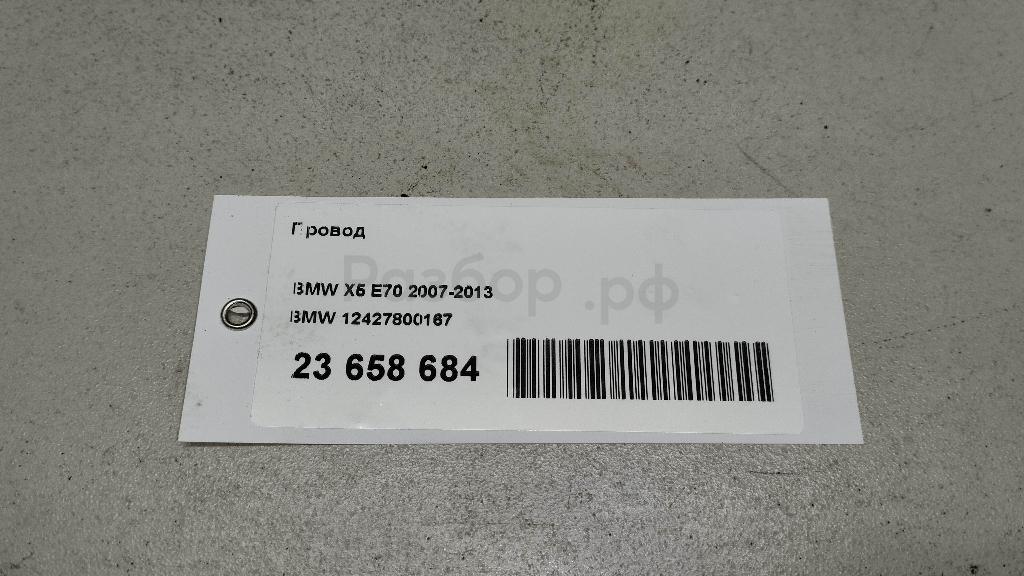 Провод
Разбор.рф
BMW X5 E70 2007-2013
BMW 12427800167
23 658 684